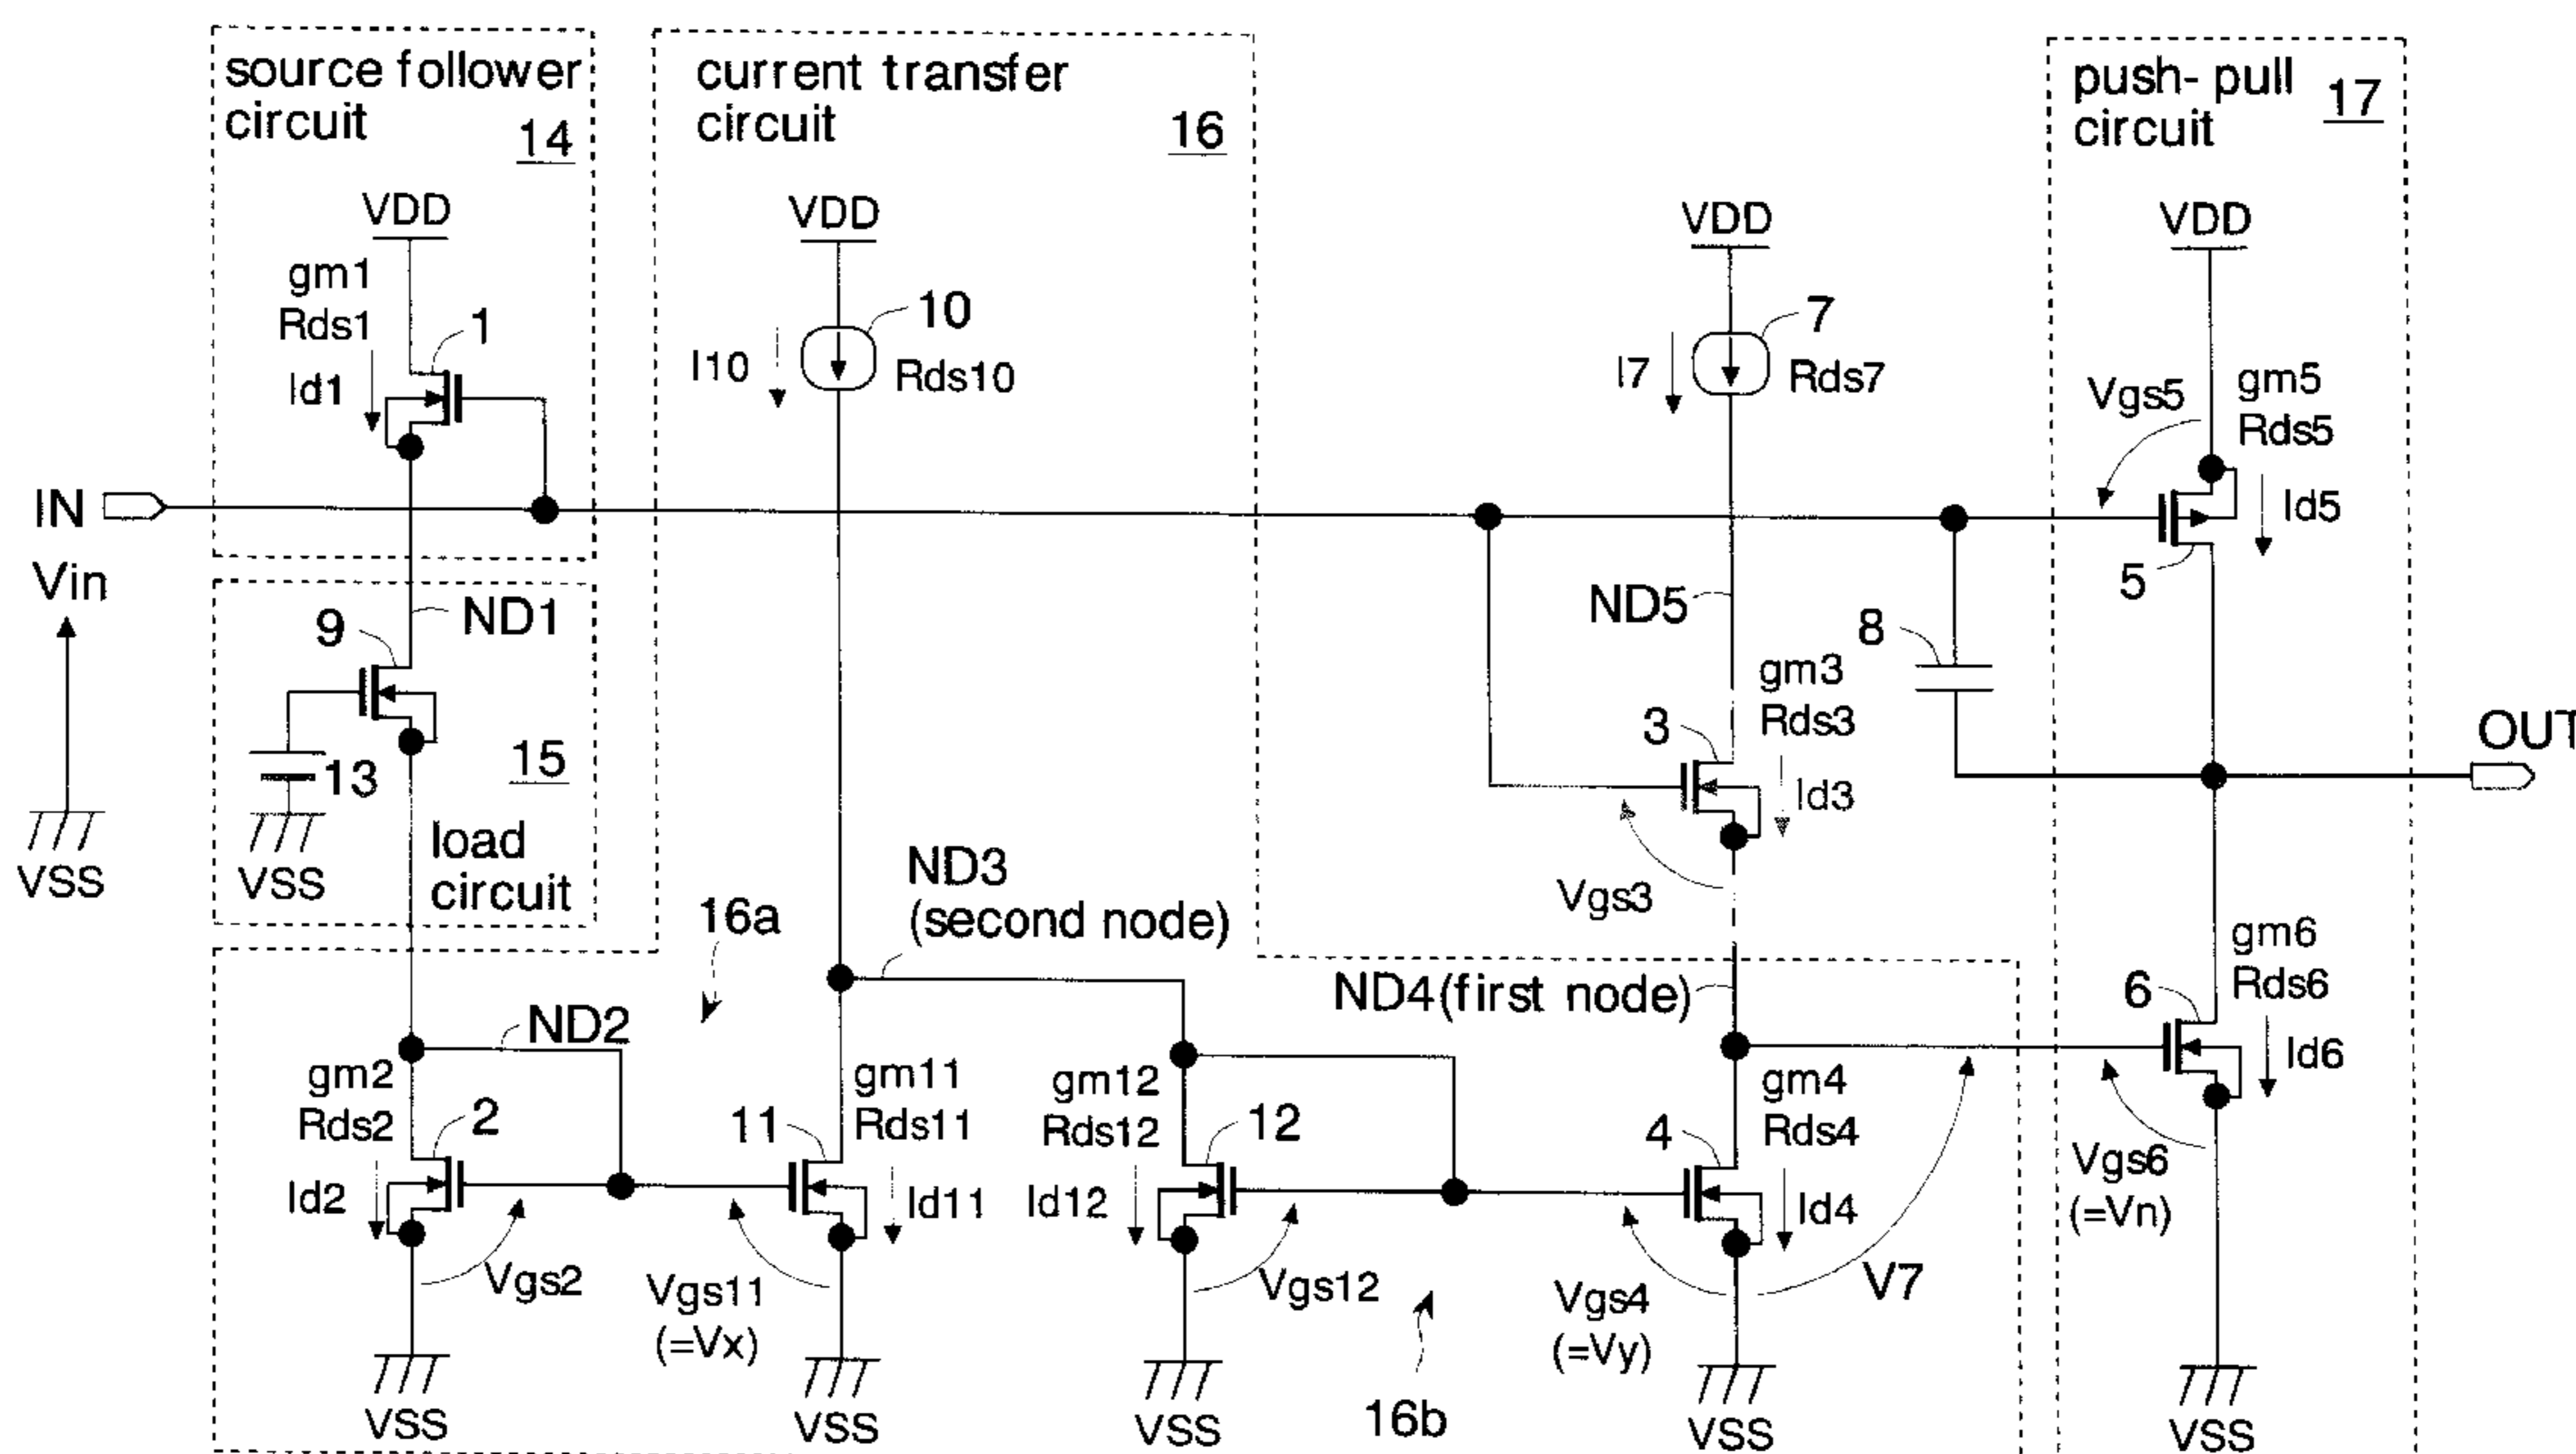 source follower
circuit
14
current transfer
circuit
16
push-pull
circuit
17
VDD
VDD
VDD
VDD
gm1
Rds1
Id1
1
I10
10
Rds10
I7
7
Rds7
Vgs5
gm5
Rds5
Id5
5
IN
Vin
VSS
ND1
9
13
VSS
15
load
circuit
ND5
8
gm3
Rds3
3
Id3
Vgs3
OUT
16a
ND3
(second node)
ND4(first node)
gm6
Rds6
6
Id6
Vgs6
(=Vn)
ND2
gm2
Rds2
2
Id2
Vgs2
gm11
Rds11
11
Id11
Vgs11
(=Vx)
gm12
Rds12
12
Id12
Vgs12
gm4
Rds4
4
Id4
Vgs4
(=Vy)
V7
16b
VSS
VSS
VSS
VSS
VSS